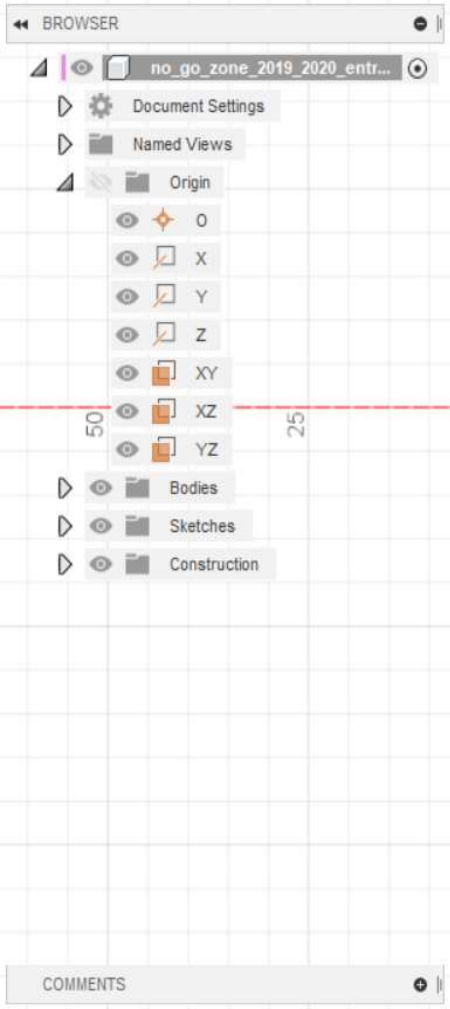 BROWSER
no_go_zone_2019_2020_entr...
Document Settings
Named Views
Origin
O
X
Y
Z
XY
XZ
50
25
YZ
Bodies
Sketches
Construction
COMMENTS